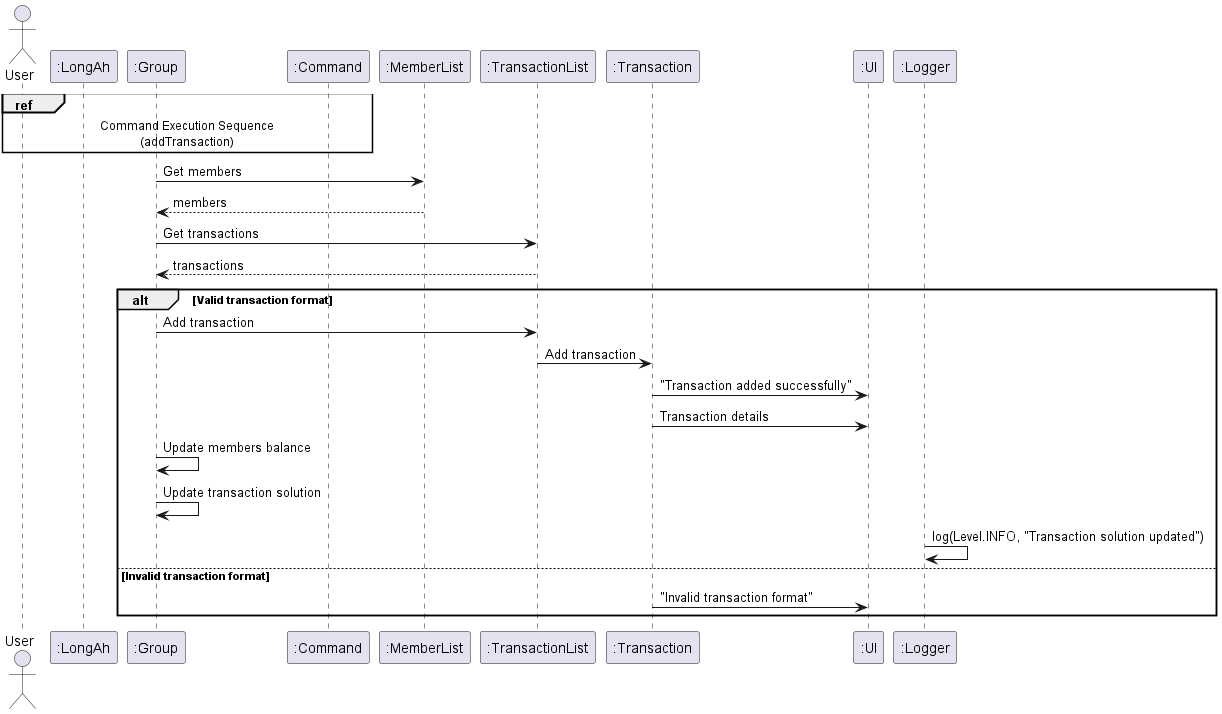 User
:LongAh
:Group
:Command
:MemberList
:TransactionList
:Transaction
:UI
:Logger
ref
Command Execution Sequence
(addTransaction)
Get members
members
Get transactions
transactions
alt
[Valid transaction format]
Add transaction
Add transaction
"Transaction added successfully"
Transaction details
Update members balance
Update transaction solution
log(Level.INFO, "Transaction solution updated")
[Invalid transaction format]
"Invalid transaction format"
User
:LongAh
:Group
:Command
:MemberList
:TransactionList
:Transaction
:UI
:Logger